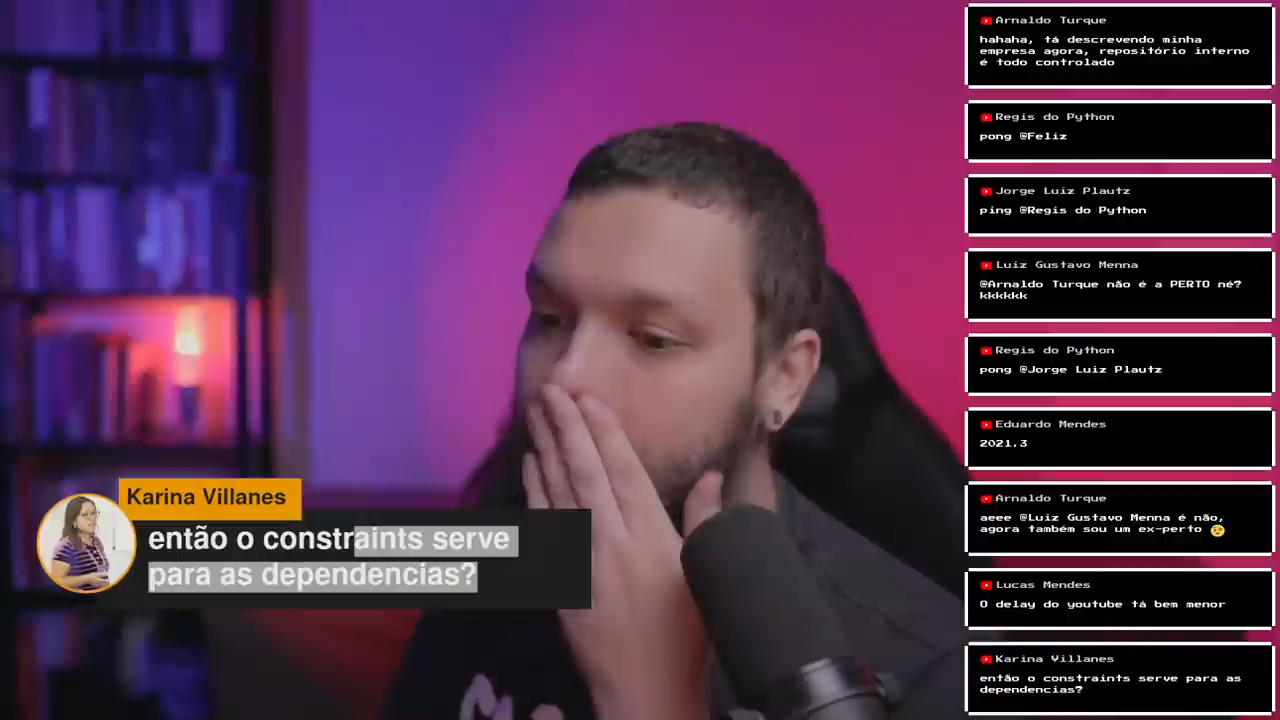 Karina Villanes
então o constraints serve
para as dependencias?
Arnaldo Turque
hahaha, tá descrevendo minha
empresa agora, repositório interno
é todo controlado
Regis do Python
pong @Feliz
Jorge Luiz Plautz
ping @Regis do Python
Luiz Gustavo Menna
@Arnaldo Turque não é a PERTO né?
kkkkkk
Regis do Python
pong @Jorge Luiz Plautz
Eduardo Mendes
2021.3
Arnaldo Turque
aeee @Luiz Gustavo Menna é não,
agora também sou um ex-perto 🤨
Lucas Mendes
O delay do youtube tá bem menor
Karina Villanes
então o constraints serve para as
dependencias?